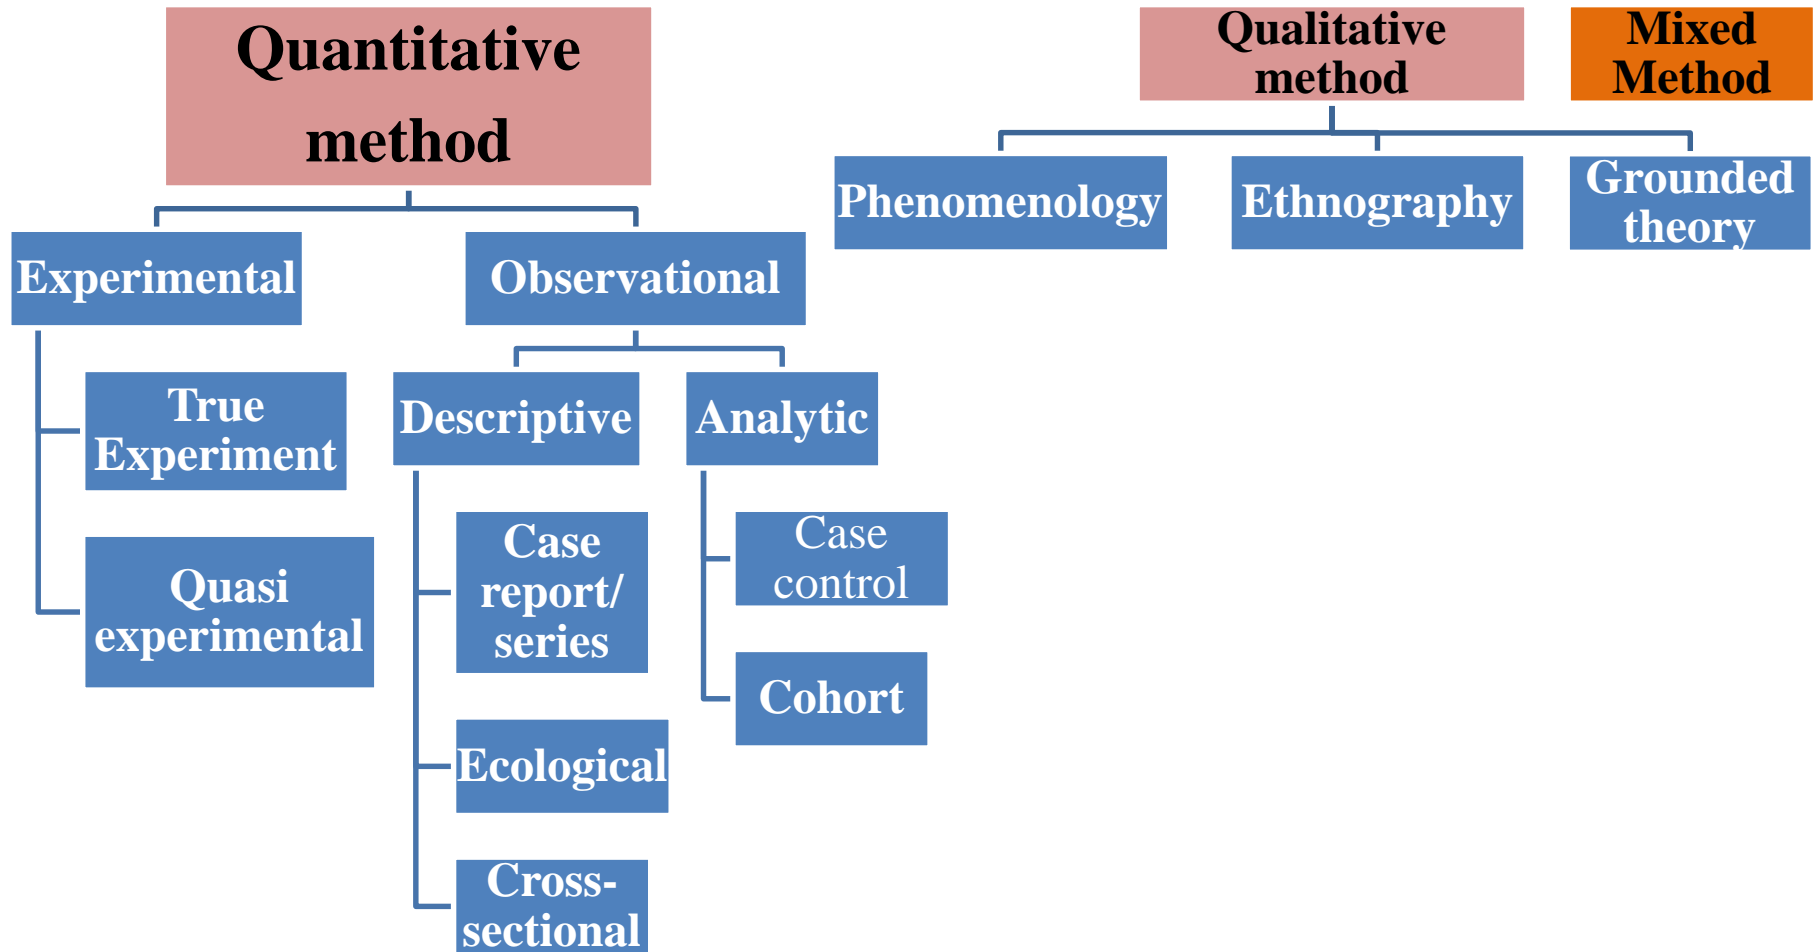 Quantitative
method
Qualitative
method
Mixed
Method
Experimental
Observational
Phenomenology
Ethnography
Grounded
theory
True
Experiment
Quasi
experimental
Descriptive
Analytic
Case
report/
series
Ecological
Cross-
sectional
Case
control
Cohort